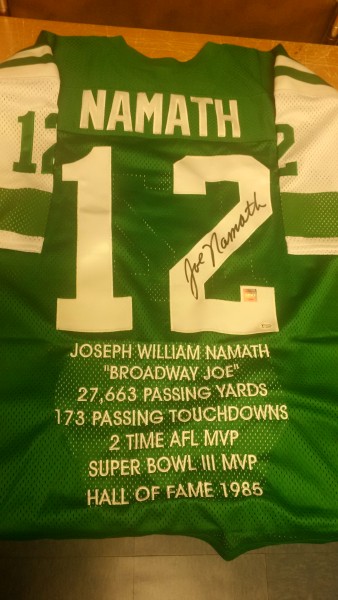 NAMATH
12
12
2
Joe Namath
JOSEPH WILLIAM NAMATH
"BROADWAY JOE"
27,663 PASSING YARDS
173 PASSING TOUCHDOWNS
2 TIME AFL MVP
SUPER BOWL III MVP
HALL OF FAME 1985